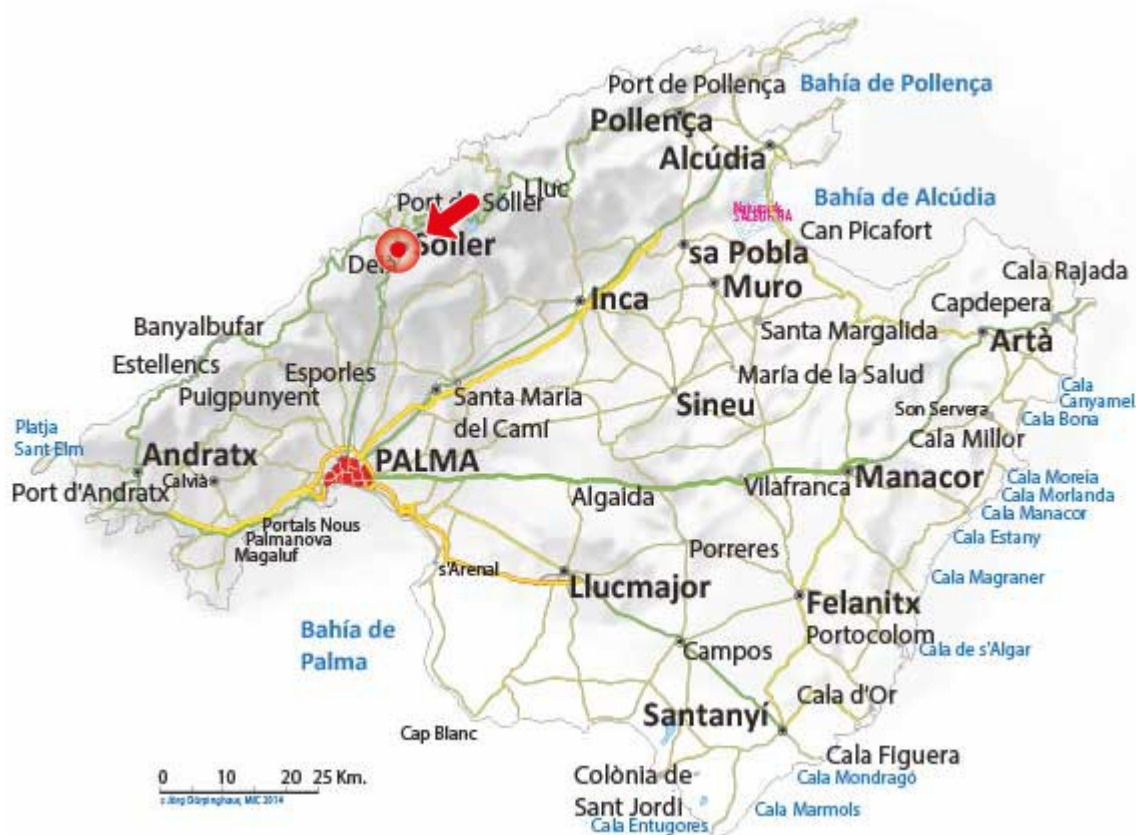 Port de Pollença
Bahía de Pollença
Pollença
Alcúdia
Lluc
Port de Sóller
Bahía de Alcúdia
Can Picafort
Sóller
Deià
sa Pobla
Cala Rajada
Muro
Inca
Capdepera
Banyalbufar
Santa Margalida
Artà
Estellencs
Esporles
María de la Salud
Puigpunyent
Santa Maria
del Camí
Sineu
Cala
Canyamel
Son Servera
Cala Bona
Platja
Sant Elm
Cala Millor
Andratx
PALMA
Calvià
Manacor
Cala Moreia
Vilafranca
Port d'Andratx
Algaida
Cala Morlanda
Cala Manacor
Portals Nous
Palmanova
Magaluf
Cala Estany
Porreres
s'Arenal
Cala Magraner
Llucmajor
Felanitx
Bahía de
Palma
Portocolom
Cala de s'Algar
Campos
Cala d'Or
Santanyí
Cap Blanc
Cala Figuera
0 10 20 25 Km.
Colònia de
Sant Jordi
Cala Mondragó
Cala Marmols
Cala Entugores